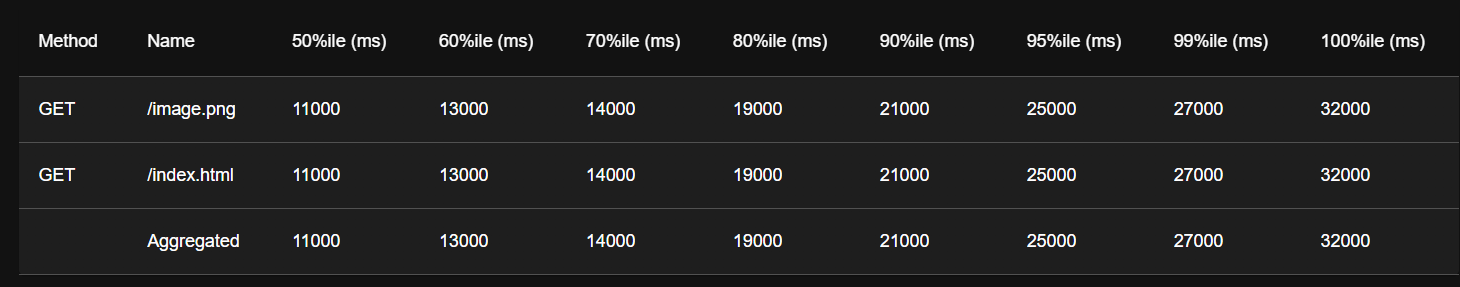 Method Name 50%ile (ms) 60%ile (ms) 70%ile (ms) 80%ile (ms) 90%ile (ms) 95%ile (ms) 99%ile (ms) 100%ile (ms)
GET /image.png 11000 13000 14000 19000 21000 25000 27000 32000
GET /index.html 11000 13000 14000 19000 21000 25000 27000 32000
Aggregated 11000 13000 14000 19000 21000 25000 27000 32000